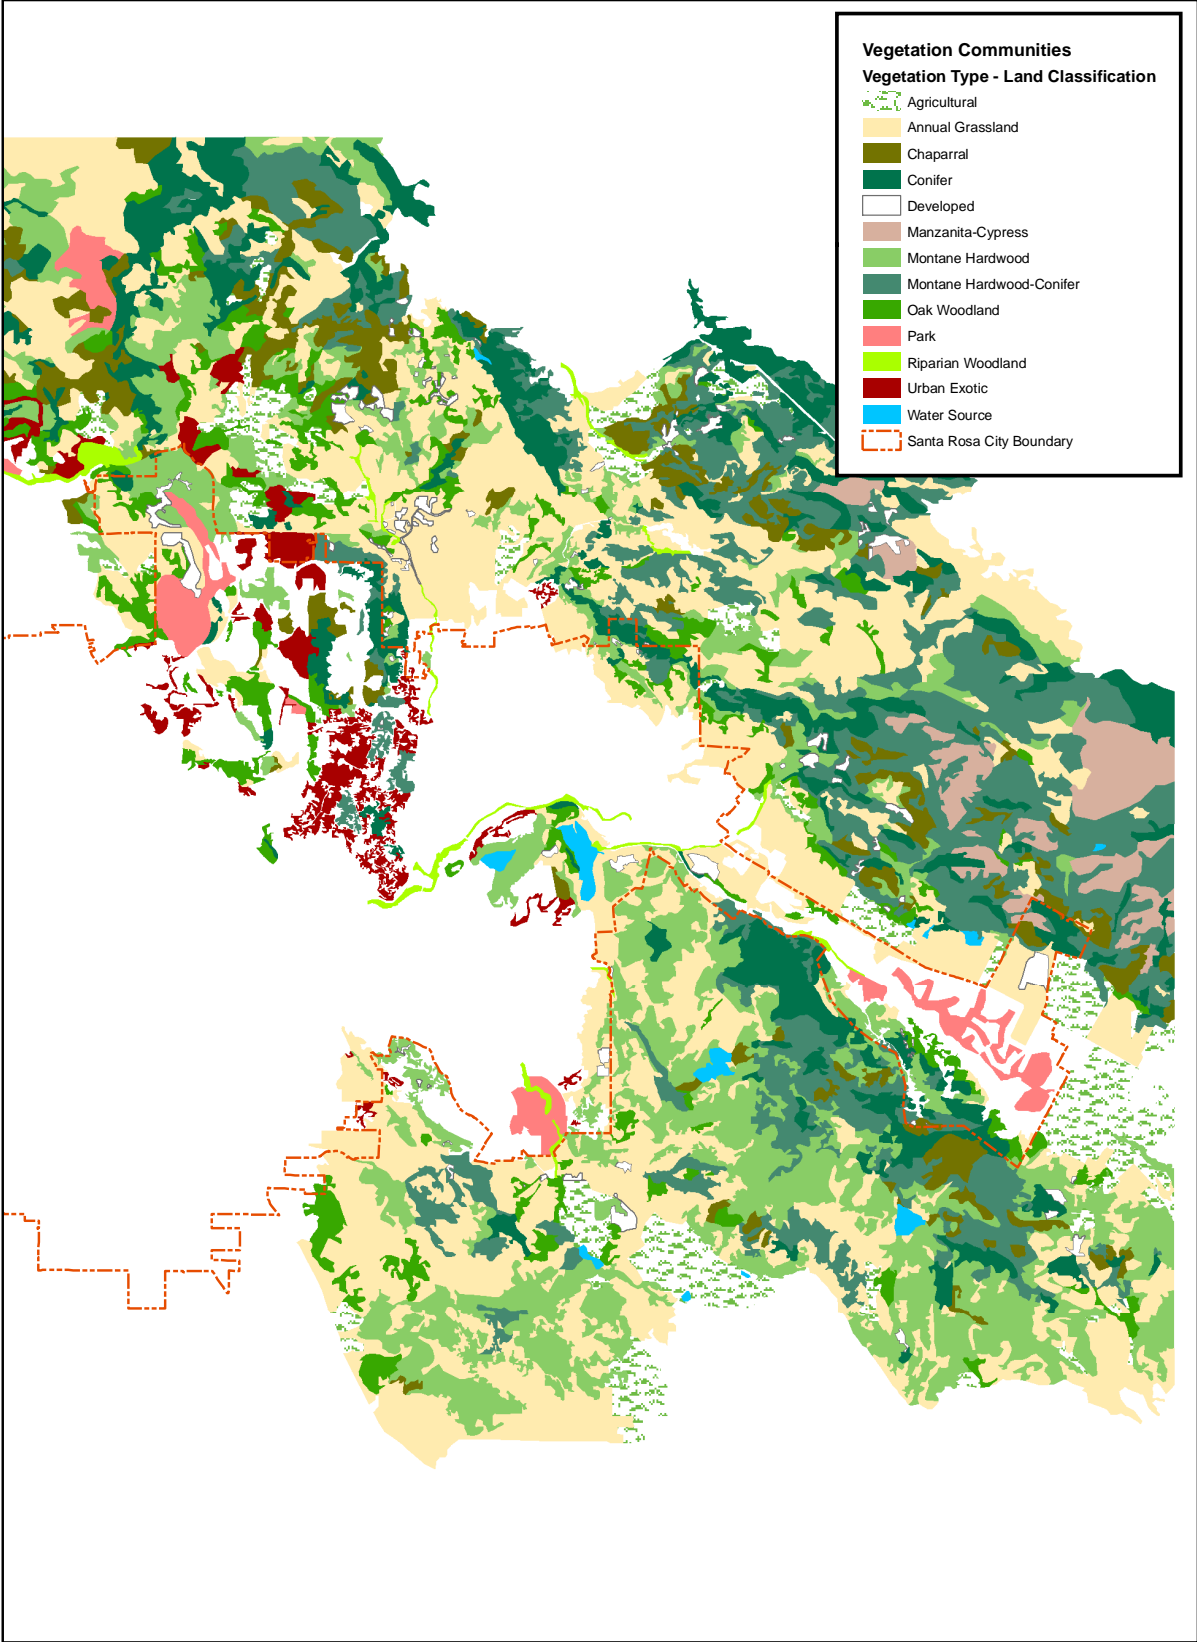 Vegetation Communities
Vegetation Type - Land Classification
Agricultural
Annual Grassland
Chaparral
Conifer
Developed
Manzanita-Cypress
Montane Hardwood
Montane Hardwood-Conifer
Oak Woodland
Park
Riparian Woodland
Urban Exotic
Water Source
Santa Rosa City Boundary